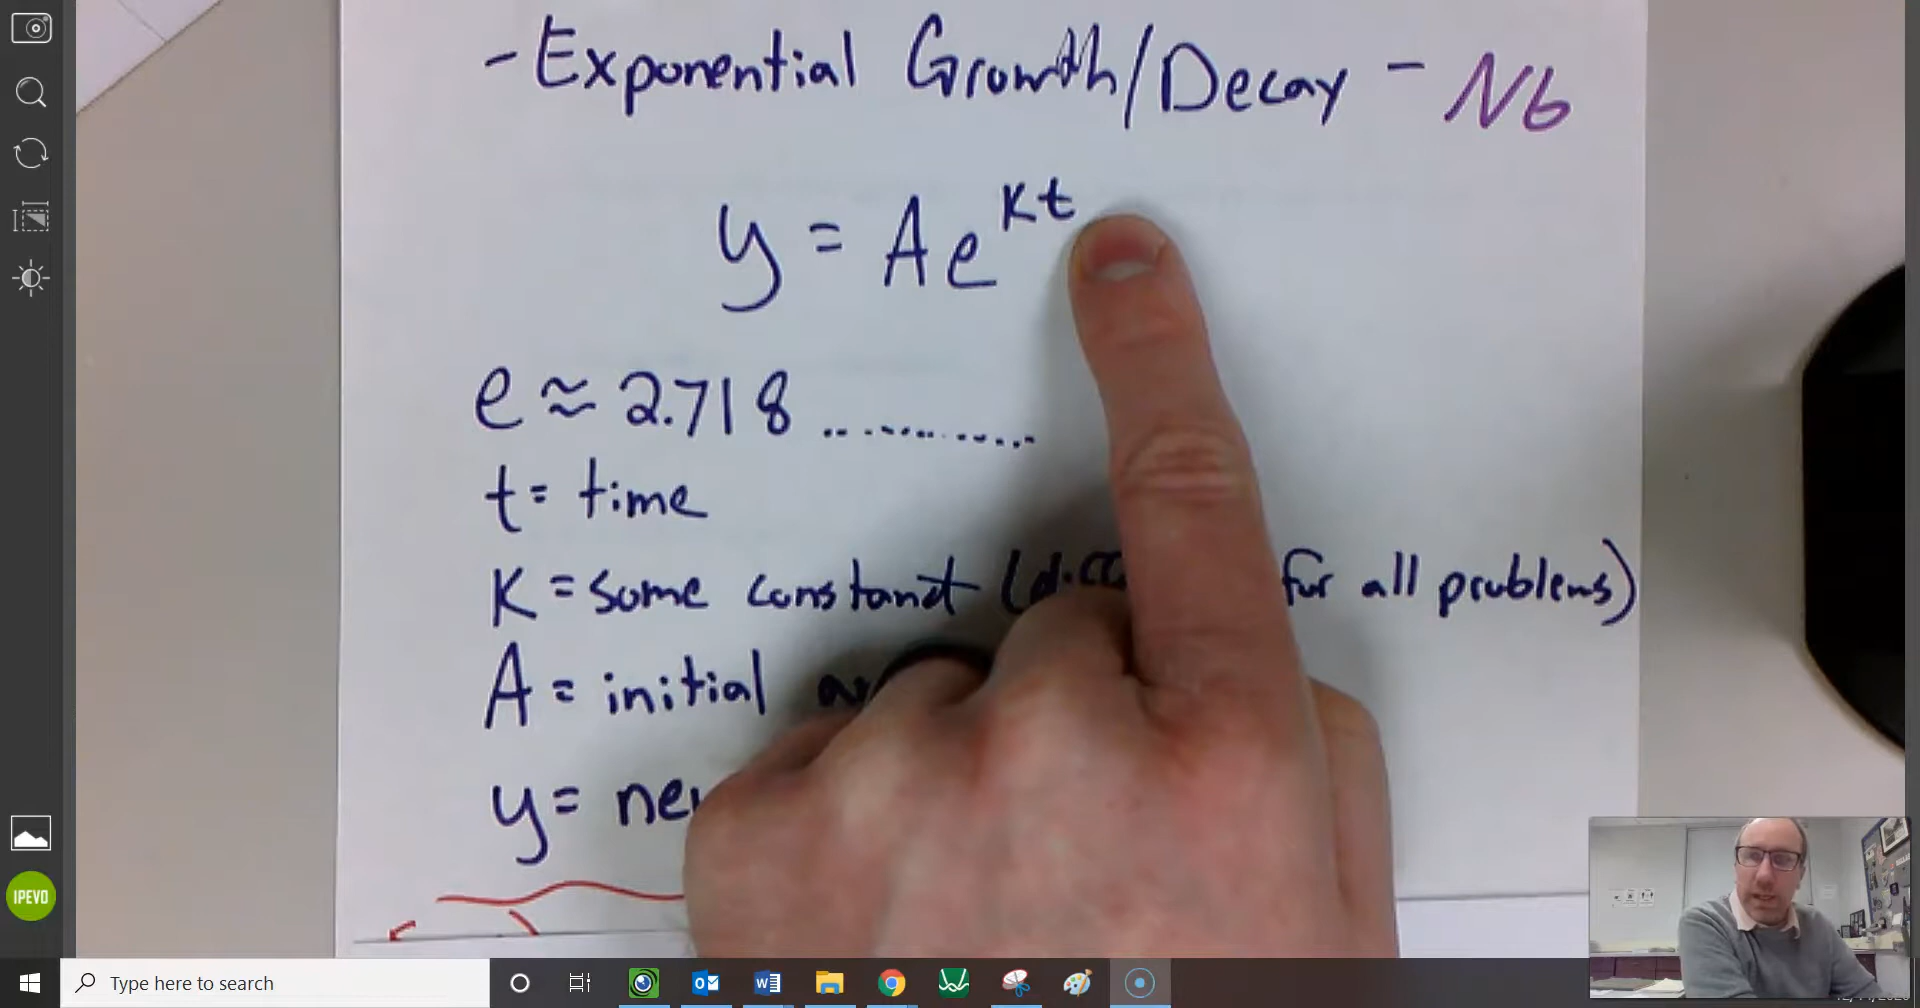 - Exponential Growth/Decay - N6
y = Ae^kt
e ≈ 2.718 ..............
t = time
K = some constant ( for all problems)
A = initial
y =
IPEVO
Type here to search